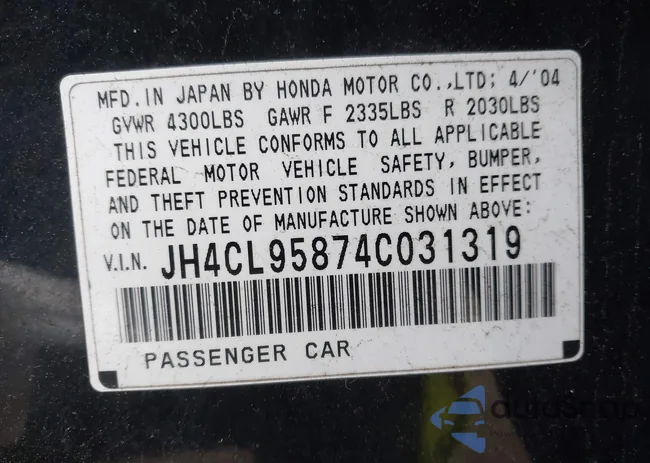 MFD.IN JAPAN BY HONDA MOTOR CO.,LTD; 4/'04
GVWR 4300LBS GAWR F 2335LBS R 2030LBS
THIS VEHICLE CONFORMS TO ALL APPLICABLE
FEDERAL MOTOR VEHICLE SAFETY, BUMPER,
AND THEFT PREVENTION STANDARDS IN EFFECT
ON THE DATE OF MANUFACTURE SHOWN ABOVE:
V.I.N. JH4CL95874C031319
PASSENGER CAR